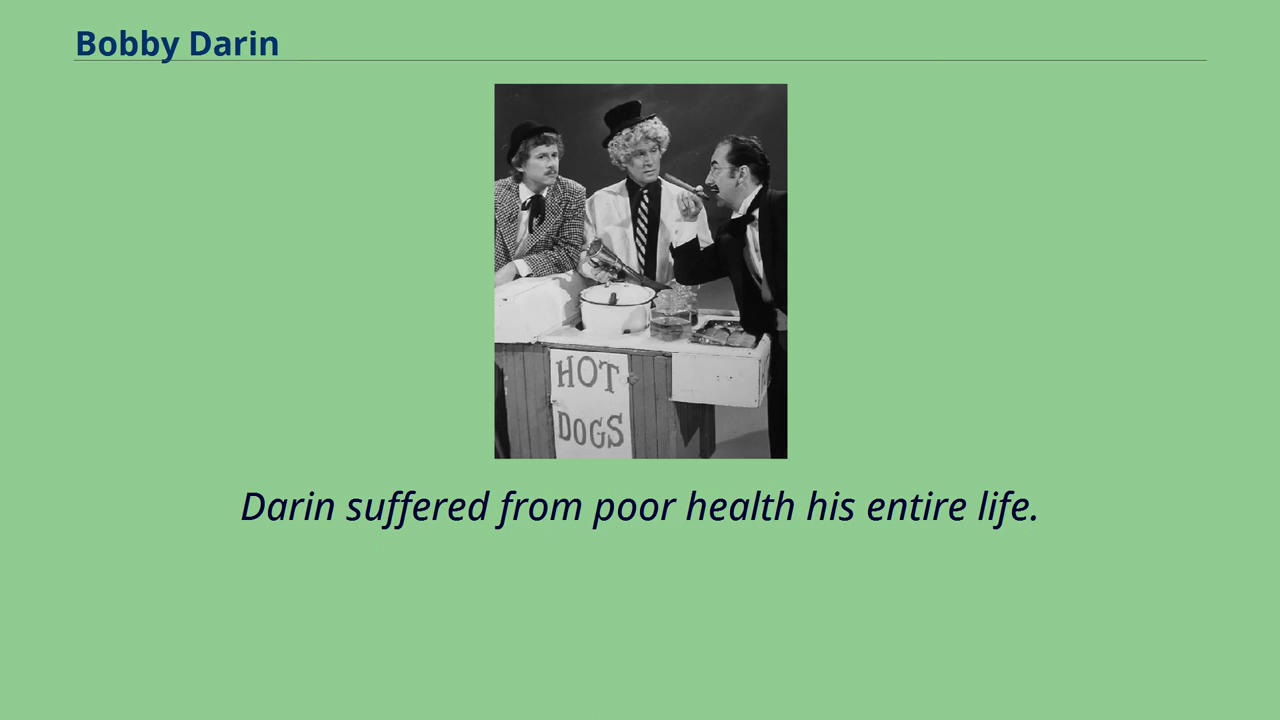 Bobby Darin
HOT
DOGS
Darin suffered from poor health his entire life.